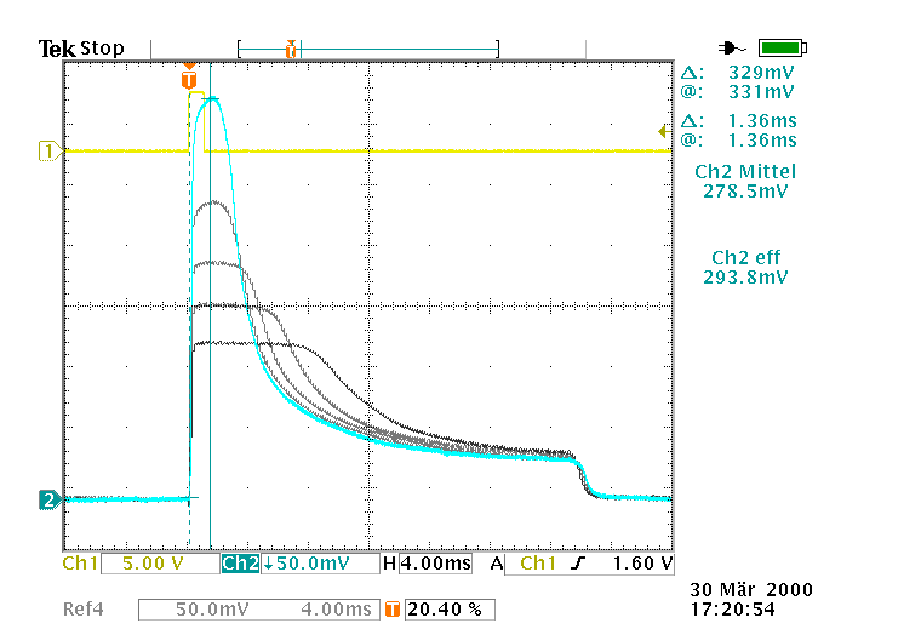 Tek Stop
T
T
Δ: 329mV
@: 331mV
Δ: 1.36ms
@: 1.36ms
1
Ch2 Mittel
278.5mV
Ch2 eff
293.8mV
2
Ch1 5.00 V Ch2 ↓50.0mV H 4.00ms A Ch1 1.60 V
Ref4 50.0mV 4.00ms T 20.40 %
30 Mär 2000
17:20:54